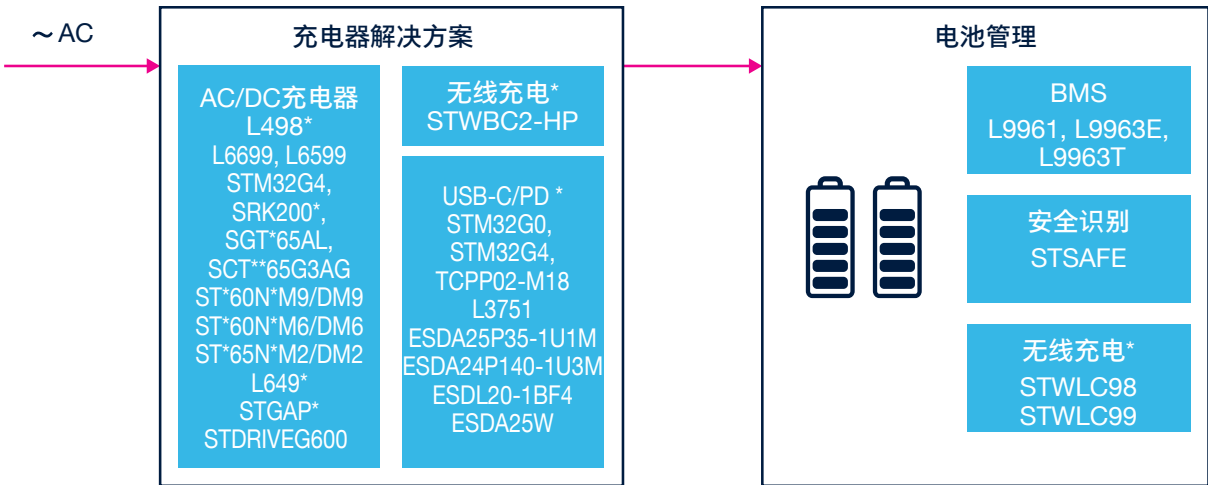 ～AC
充电器解决方案
AC/DC充电器
L498*
L6699, L6599
STM32G4,
SRK200*,
SGT*65AL,
SCT**65G3AG
ST*60N*M9/DM9
ST*60N*M6/DM6
ST*65N*M2/DM2
L649*
STGAP*
STDRIVEG600
无线充电*
STWBC2-HP
USB-C/PD *
STM32G0,
STM32G4,
TCPP02-M18
L3751
ESDA25P35-1U1M
ESDA24P140-1U3M
ESDL20-1BF4
ESDA25W
电池管理
BMS
L9961, L9963E,
L9963T
安全识别
STSAFE
无线充电*
STWLC98
STWLC99